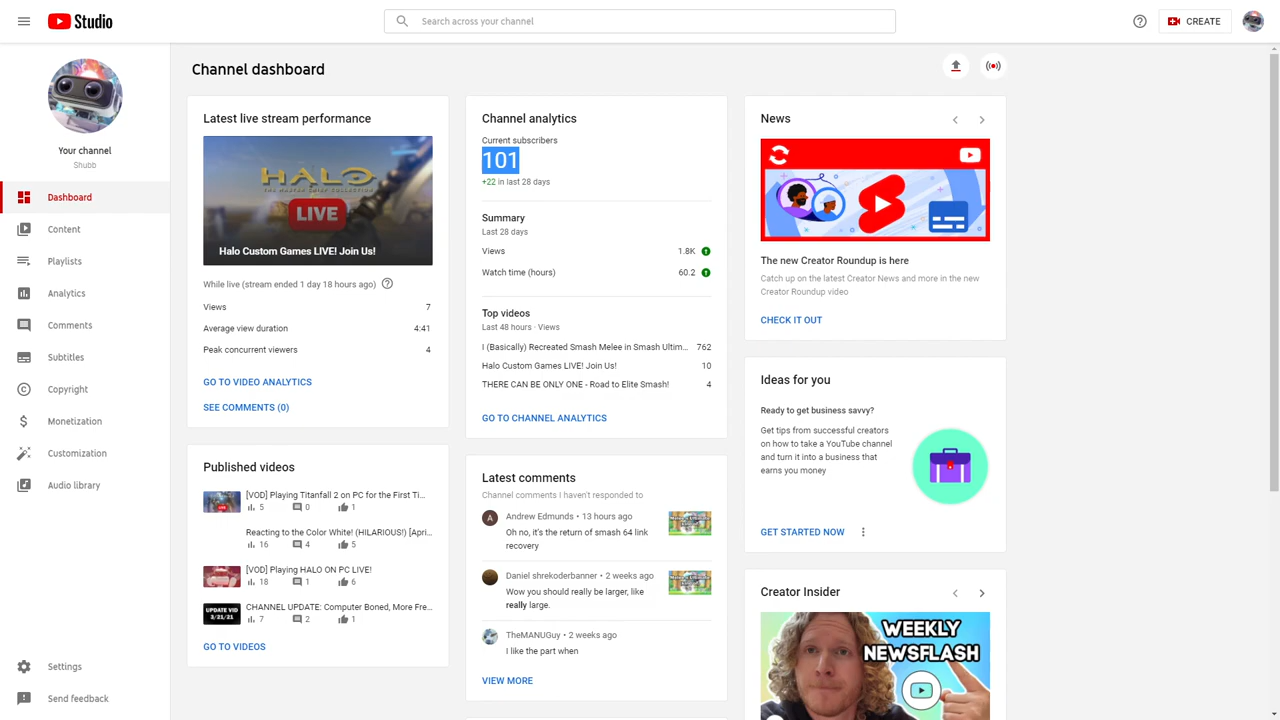 Studio
Search across your channel
CREATE
Your channel
Shubb
Dashboard
Content
Playlists
Analytics
Comments
Subtitles
Copyright
Monetization
Customization
Audio library
Settings
Send feedback
Channel dashboard
Latest live stream performance
HALO
THE MASTER CHIEF COLLECTION
LIVE
Halo Custom Games LIVE! Join Us!
While live (stream ended 1 day 18 hours ago)
Views 7
Average view duration 4:41
Peak concurrent viewers 4
GO TO VIDEO ANALYTICS
SEE COMMENTS (0)
Published videos
[VOD] Playing Titanfall 2 on PC for the First Ti...
5 0 1
Reacting to the Color White! (HILARIOUS!) [Apri...
16 4 5
[VOD] Playing HALO ON PC LIVE!
18 1 6
UPDATE VID
3/21/21
CHANNEL UPDATE: Computer Boned, More Fre...
7 2 1
GO TO VIDEOS
Channel analytics
Current subscribers
101
+22 in last 28 days
Summary
Last 28 days
Views 1.8K
Watch time (hours) 60.2
Top videos
Last 48 hours · Views
I (Basically) Recreated Smash Melee in Smash Ultim... 762
Halo Custom Games LIVE! Join Us! 10
THERE CAN BE ONLY ONE - Road to Elite Smash! 4
GO TO CHANNEL ANALYTICS
Latest comments
Channel comments I haven't responded to
A
Andrew Edmunds • 13 hours ago
Oh no, it's the return of smash 64 link
recovery
Daniel shrekoderbanner • 2 weeks ago
Wow you should really be larger, like
really large.
TheMANUGuy • 2 weeks ago
I like the part when
VIEW MORE
News
The new Creator Roundup is here
Catch up on the latest Creator News and more in the new
Creator Roundup video
CHECK IT OUT
Ideas for you
Ready to get business savvy?
Get tips from successful creators
on how to take a YouTube channel
and turn it into a business that
earns you money
GET STARTED NOW
Creator Insider
WEEKLY
NEWSFLASH